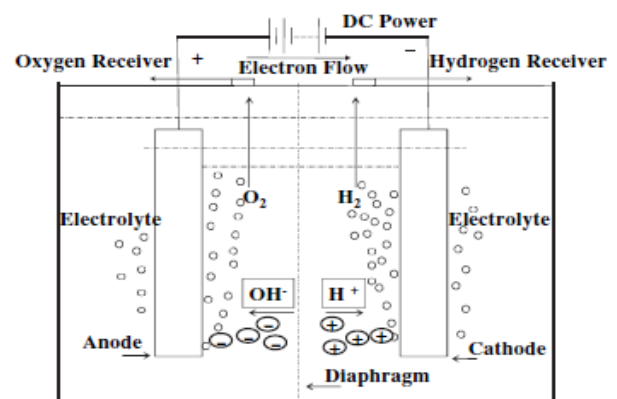 DC Power
+
−
Oxygen Receiver
Electron Flow
Hydrogen Receiver
O₂
H₂
Electrolyte
Electrolyte
OH⁻
H⁺
− − − −
+ + + +
Anode
Cathode
Diaphragm